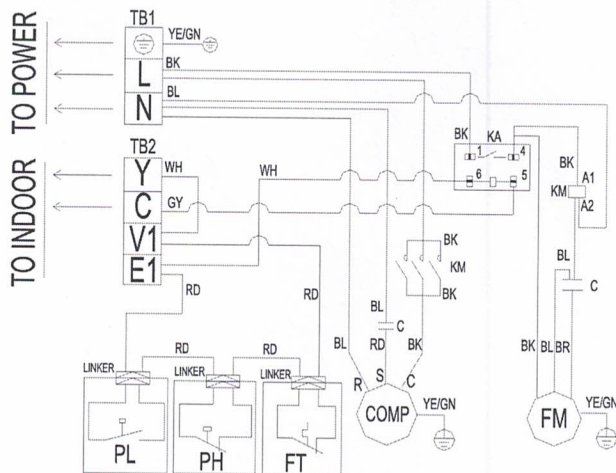 TO POWER
TO INDOOR
TB1
YE/GN
L
BK
N
BL
TB2
Y
WH
C
GY
V1
E1
WH
RD
BK
KA
1
4
6
5
BK
A1
KM
A2
BK
KM
BK
BL
C
RD
BL
BL
C
RD
BK
BK
BL
BR
LINKER
RD
LINKER
RD
LINKER
R
S
C
COMP
YE/GN
FM
YE/GN
PL
PH
FT